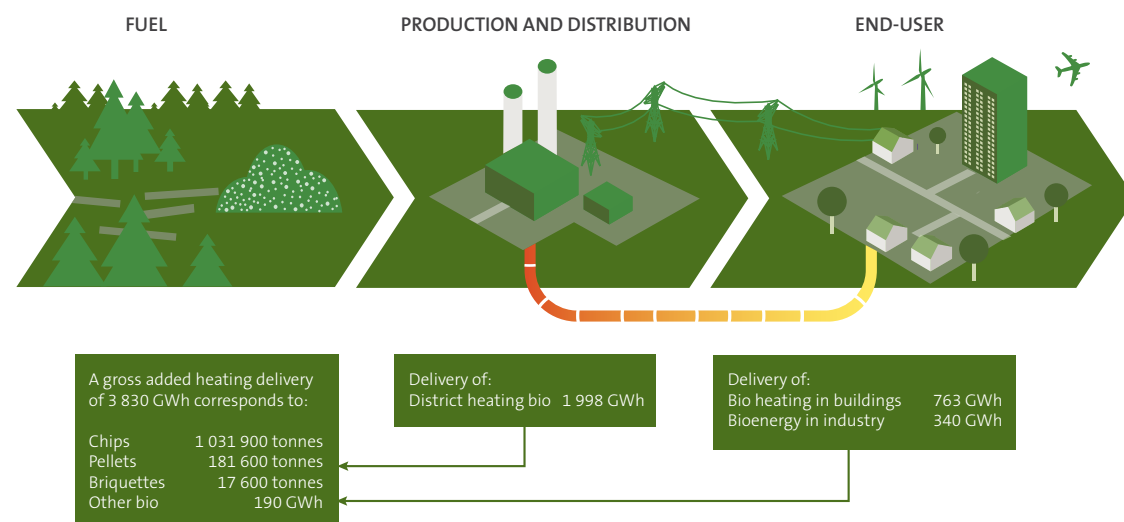 FUEL
PRODUCTION AND DISTRIBUTION
END-USER
A gross added heating delivery
of 3 830 GWh corresponds to:
Chips 1 031 900 tonnes
Pellets 181 600 tonnes
Briquettes 17 600 tonnes
Other bio 190 GWh
Delivery of:
District heating bio 1 998 GWh
Delivery of:
Bio heating in buildings 763 GWh
Bioenergy in industry 340 GWh